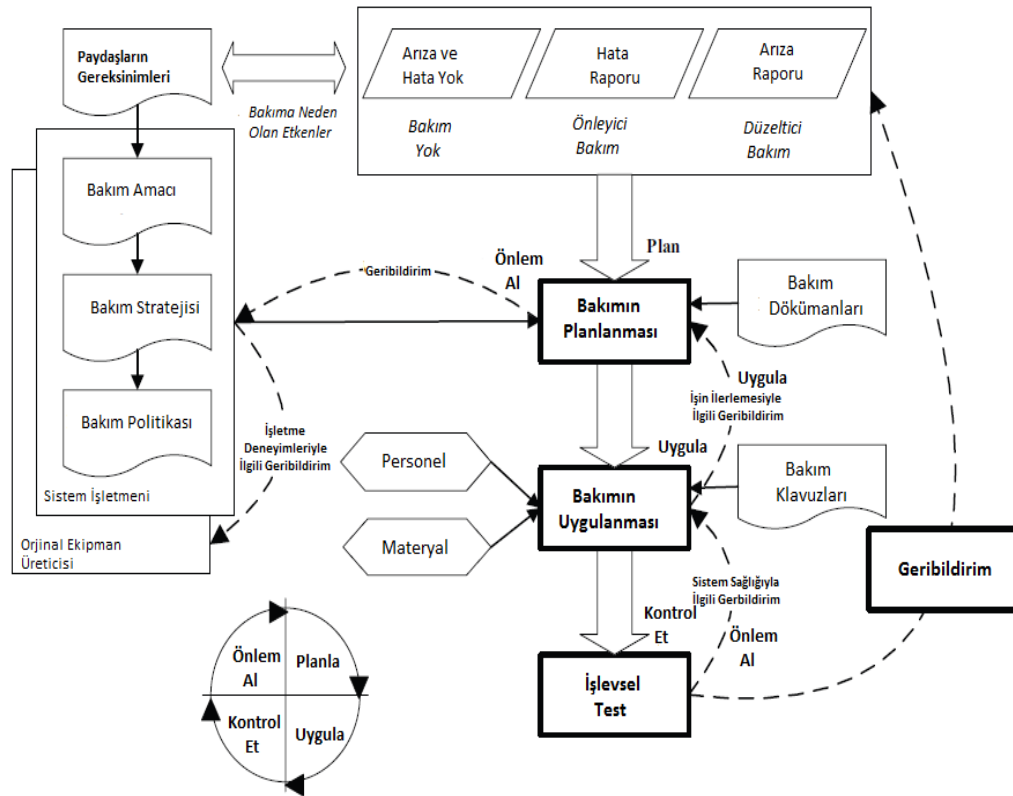 Paydaşların
Gereksinimleri
Bakıma Neden
Olan Etkenler
Arıza ve
Hata Yok
Hata
Raporu
Arıza
Raporu
Bakım
Yok
Önleyici
Bakım
Düzeltici
Bakım
Bakım Amacı
Bakım Stratejisi
Bakım Politikası
Sistem İşletmeni
Orjinal Ekipman
Üreticisi
Geribildirim
Önlem
Al
Plan
Bakımın
Planlanması
Bakım
Dökümanları
İşletme
Deneyimleriyle
İlgili Geribildirim
Uygula
İşin İlerlemesiyle
İlgili Geribildirim
Uygula
Personel
Materyal
Bakımın
Uygulanması
Bakım
Klavuzları
Geribildirim
Sistem Sağlığıyla
İlgili Gerbildirim
Kontrol
Et
Önlem
Al
İşlevsel
Test
Önlem
Al
Planla
Kontrol
Et
Uygula